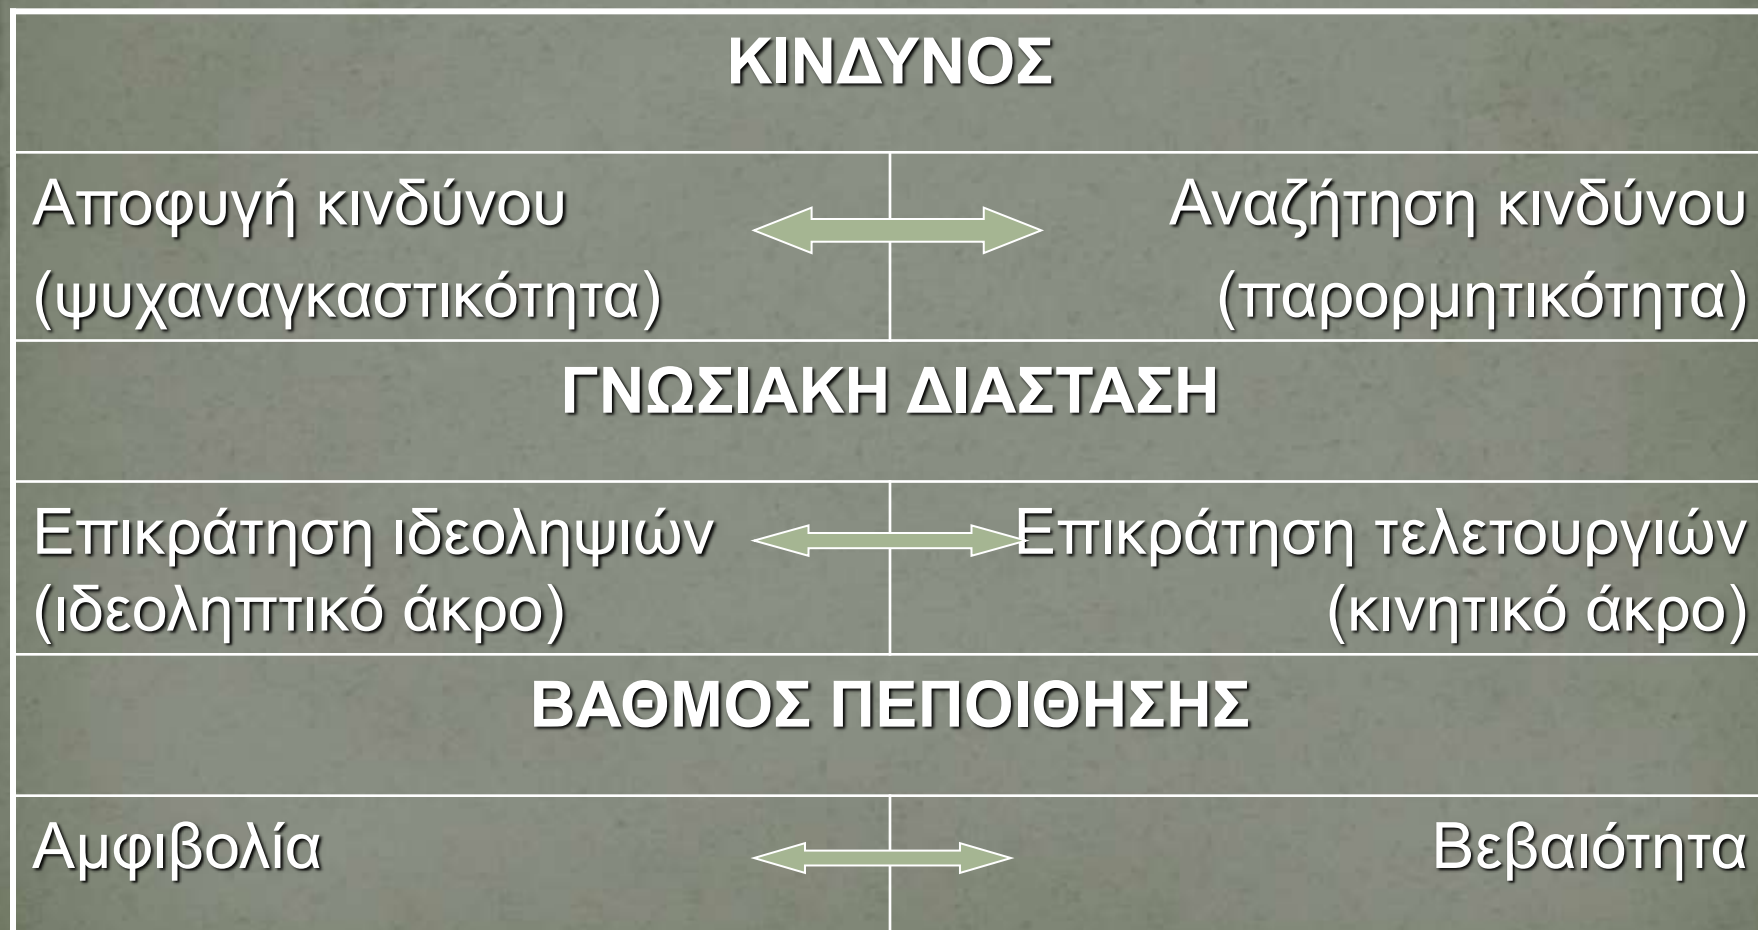 ΚΙΝΔΥΝΟΣ
Αποφυγή κινδύνου
(ψυχαναγκαστικότητα)
Αναζήτηση κινδύνου
(παρορμητικότητα)
ΓΝΩΣΙΑΚΗ ΔΙΑΣΤΑΣΗ
Επικράτηση ιδεοληψιών
(ιδεοληπτικό άκρο)
Επικράτηση τελετουργιών
(κινητικό άκρο)
ΒΑΘΜΟΣ ΠΕΠΟΙΘΗΣΗΣ
Αμφιβολία
Βεβαιότητα